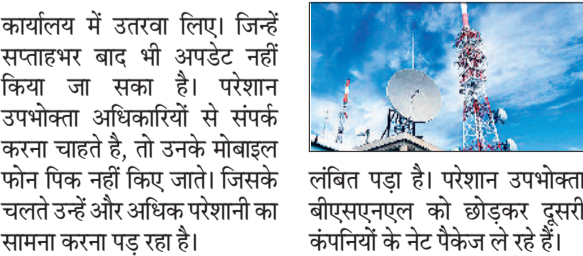 कार्यालय में उतरवा लिए। जिन्हें
सप्ताहभर बाद भी अपडेट नहीं
किया जा सका है। परेशान
उपभोक्ता अधिकारियों से संपर्क
करना चाहते है, तो उनके मोबाइल
फोन पिक नहीं किए जाते। जिसके
चलते उन्हें और अधिक परेशानी का
सामना करना पड़ रहा है।
लंबित पड़ा है। परेशान उपभोक्ता
बीएसएनएल को छोड़कर दूसरी
कंपनियों के नेट पैकेज ले रहे हैं।